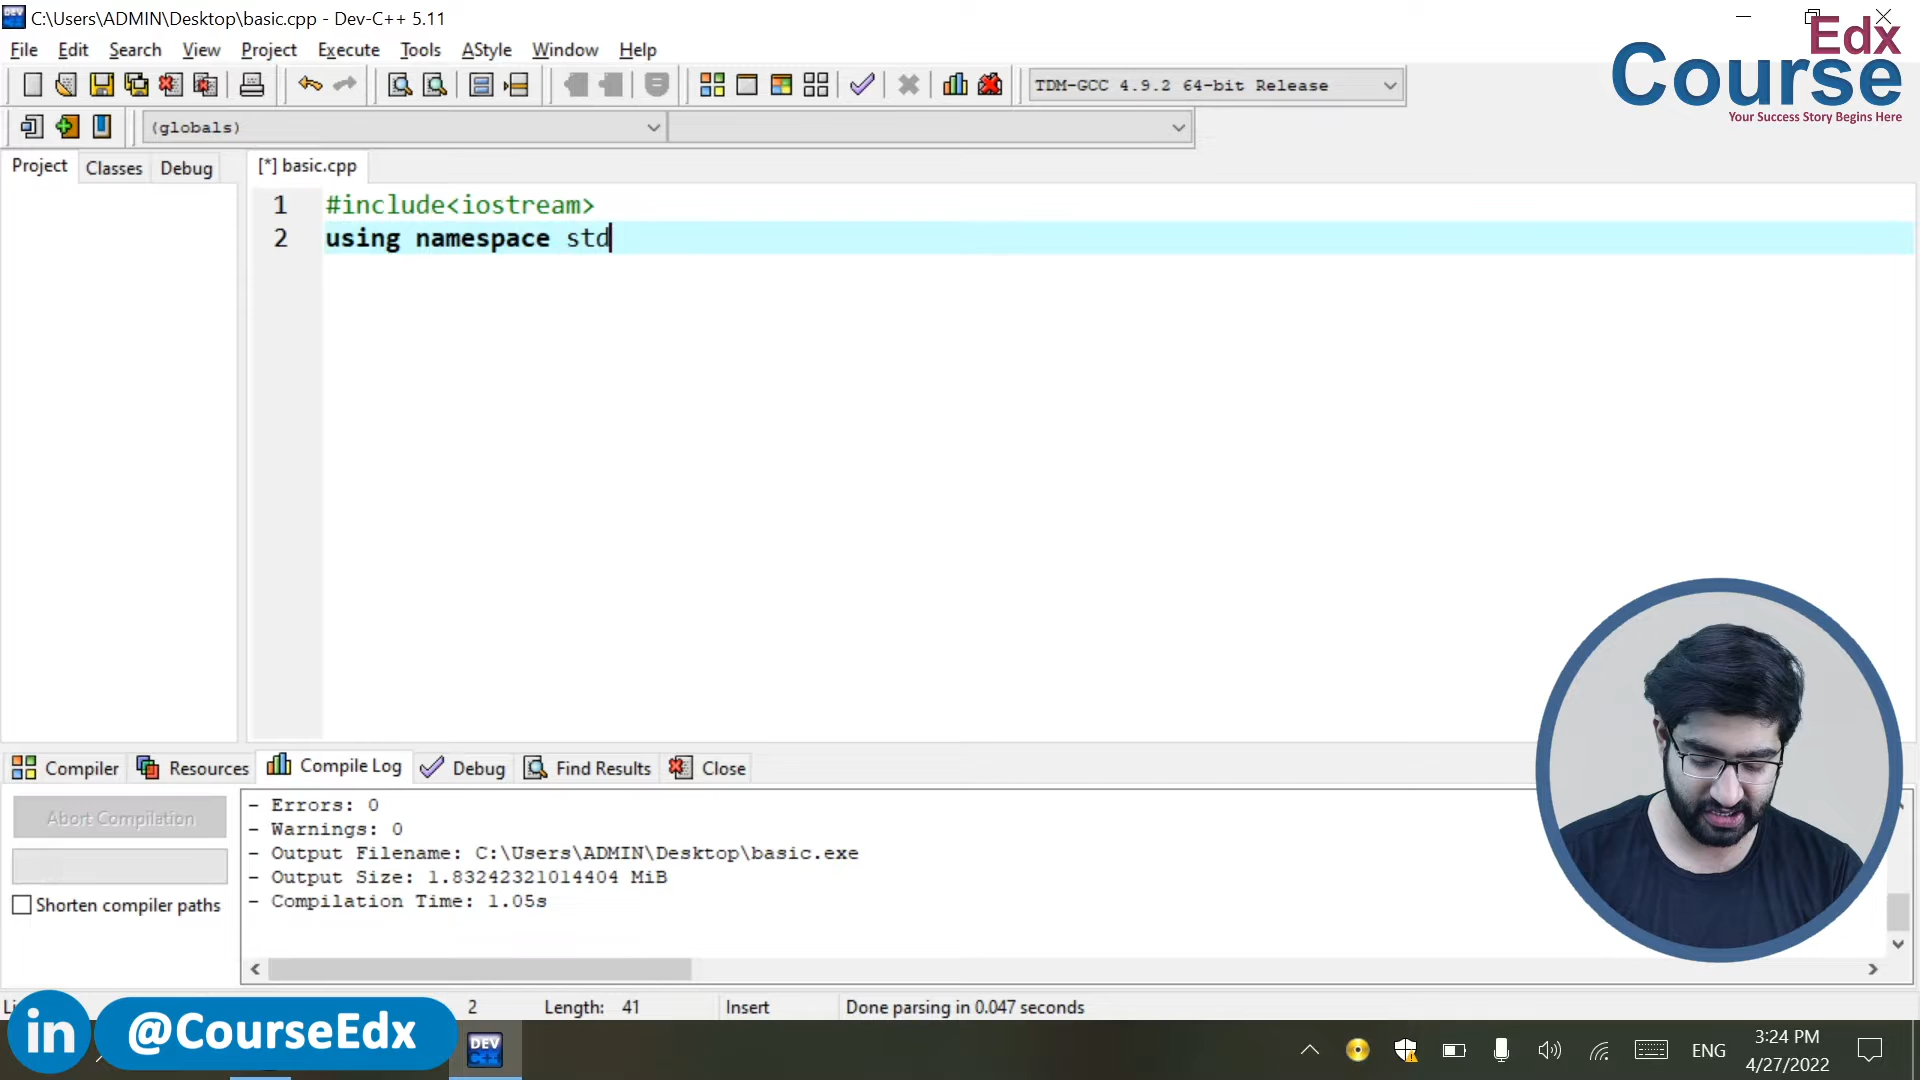 C:\Users\ADMIN\Desktop\basic.cpp - Dev-C++ 5.11
File Edit Search View Project Execute Tools AStyle Window Help
Edx
Course
Your Success Story Begins Here
TDM-GCC 4.9.2 64-bit Release
(globals)
Project Classes Debug
[*] basic.cpp
1 #include<iostream>
2 using namespace std
Compiler Resources Compile Log Debug Find Results Close
Abort Compilation
Shorten compiler paths
- Errors: 0
- Warnings: 0
- Output Filename: C:\Users\ADMIN\Desktop\basic.exe
- Output Size: 1.83242321014404 MiB
- Compilation Time: 1.05s
2 Length: 41 Insert Done parsing in 0.047 seconds
in @CourseEdx
DEV C++
ENG
3:24 PM
4/27/2022